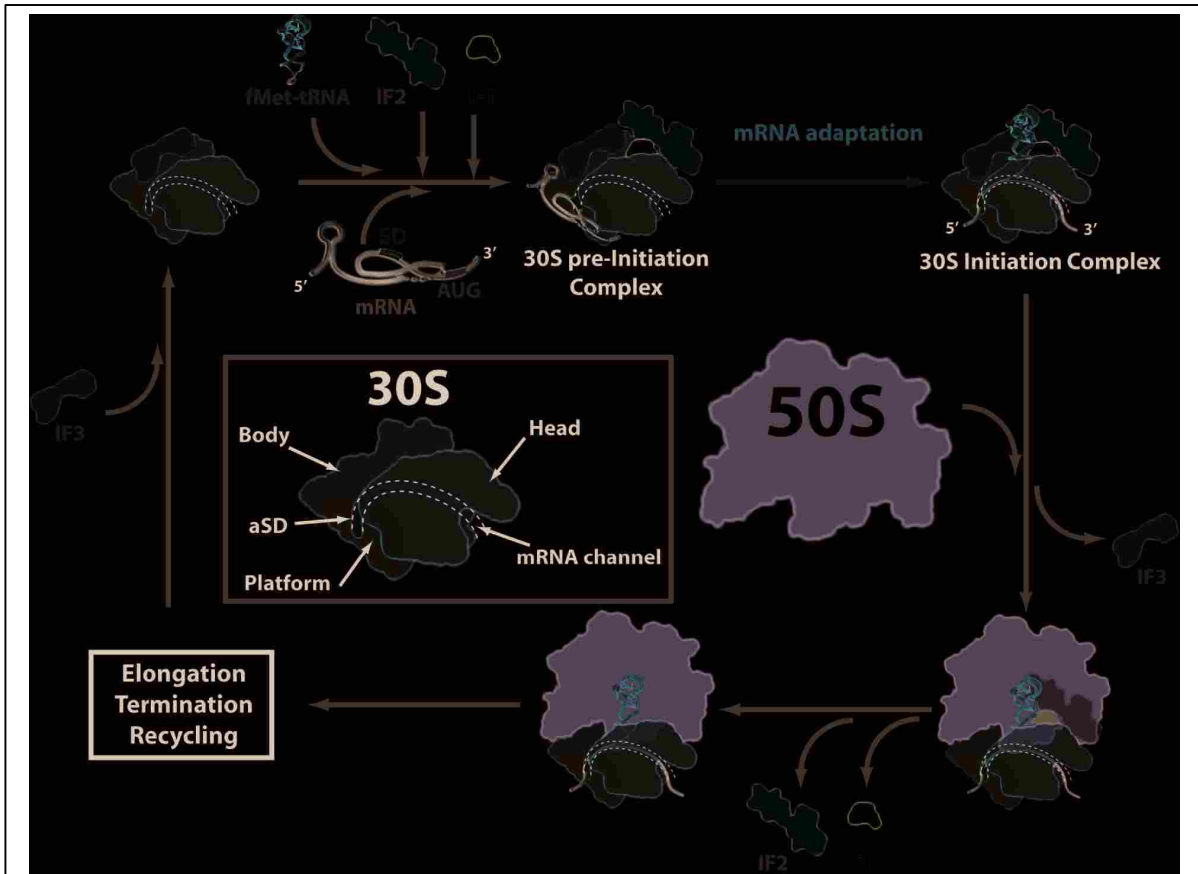 fMet-tRNA
IF2
mRNA adaptation
SD
3'
5'
AUG
mRNA
30S pre-Initiation
Complex
5'
3'
30S Initiation Complex
IF3
30S
Body
Head
aSD
mRNA channel
Platform
50S
IF3
Elongation
Termination
Recycling
IF2